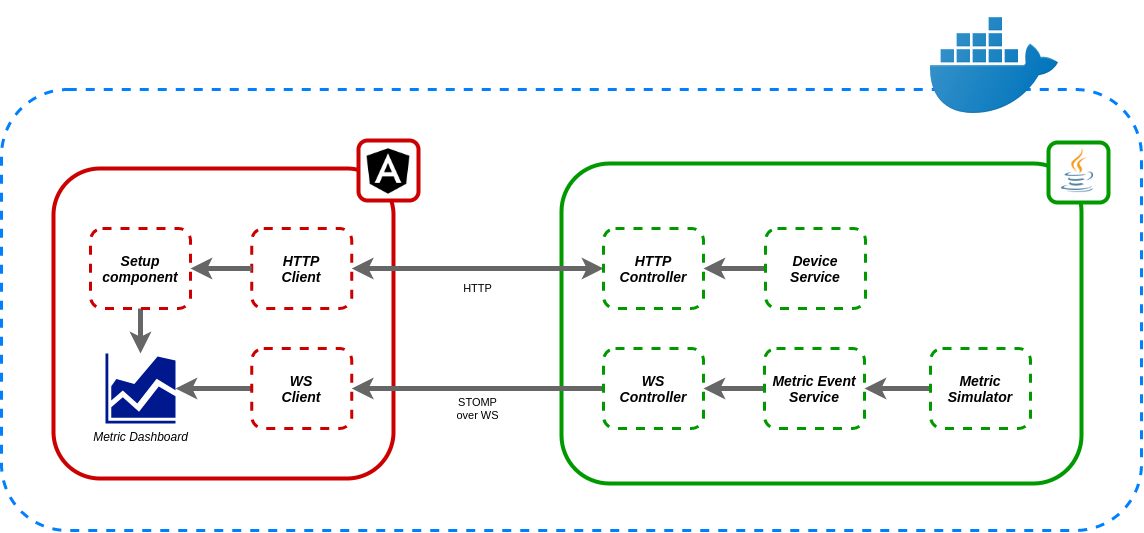 Setup
component
HTTP
Client
HTTP
HTTP
Controller
Device
Service
Metric Dashboard
WS
Client
STOMP
over WS
WS
Controller
Metric Event
Service
Metric
Simulator